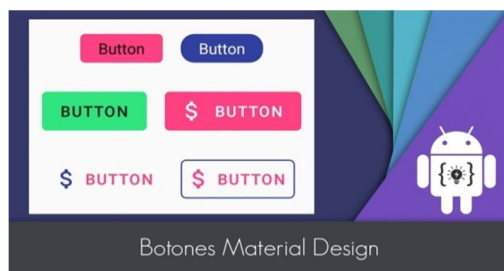 Button Button
BUTTON $ BUTTON
$ BUTTON $ BUTTON
{ }
Botones Material Design